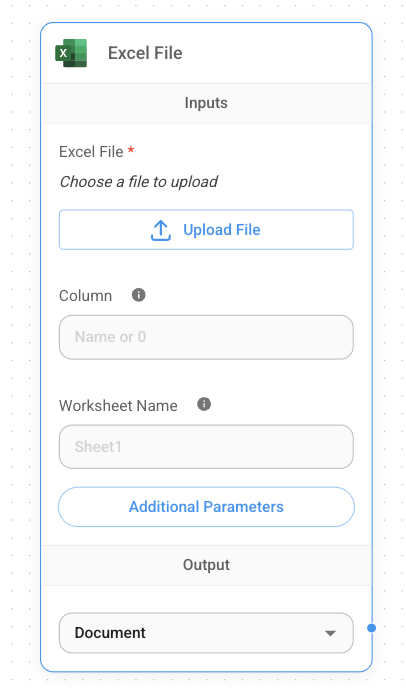 Excel File
Inputs
Excel File *
Choose a file to upload
Upload File
Column
Name or 0
Worksheet Name
Sheet1
Additional Parameters
Output
Document